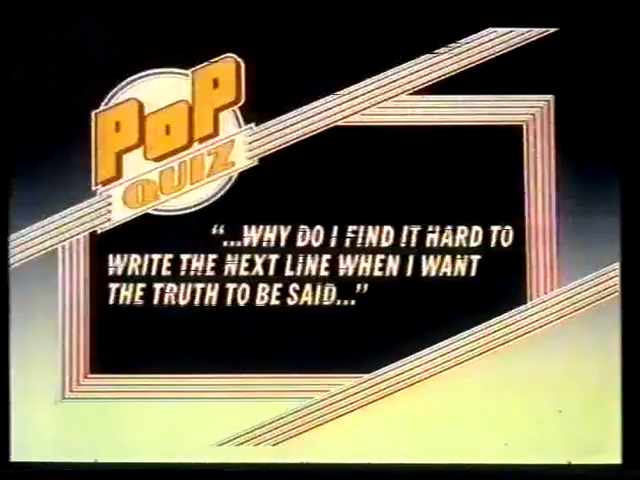 POP
QUIZ
“...WHY DO I FIND IT HARD TO
WRITE THE NEXT LINE WHEN I WANT
THE TRUTH TO BE SAID...”